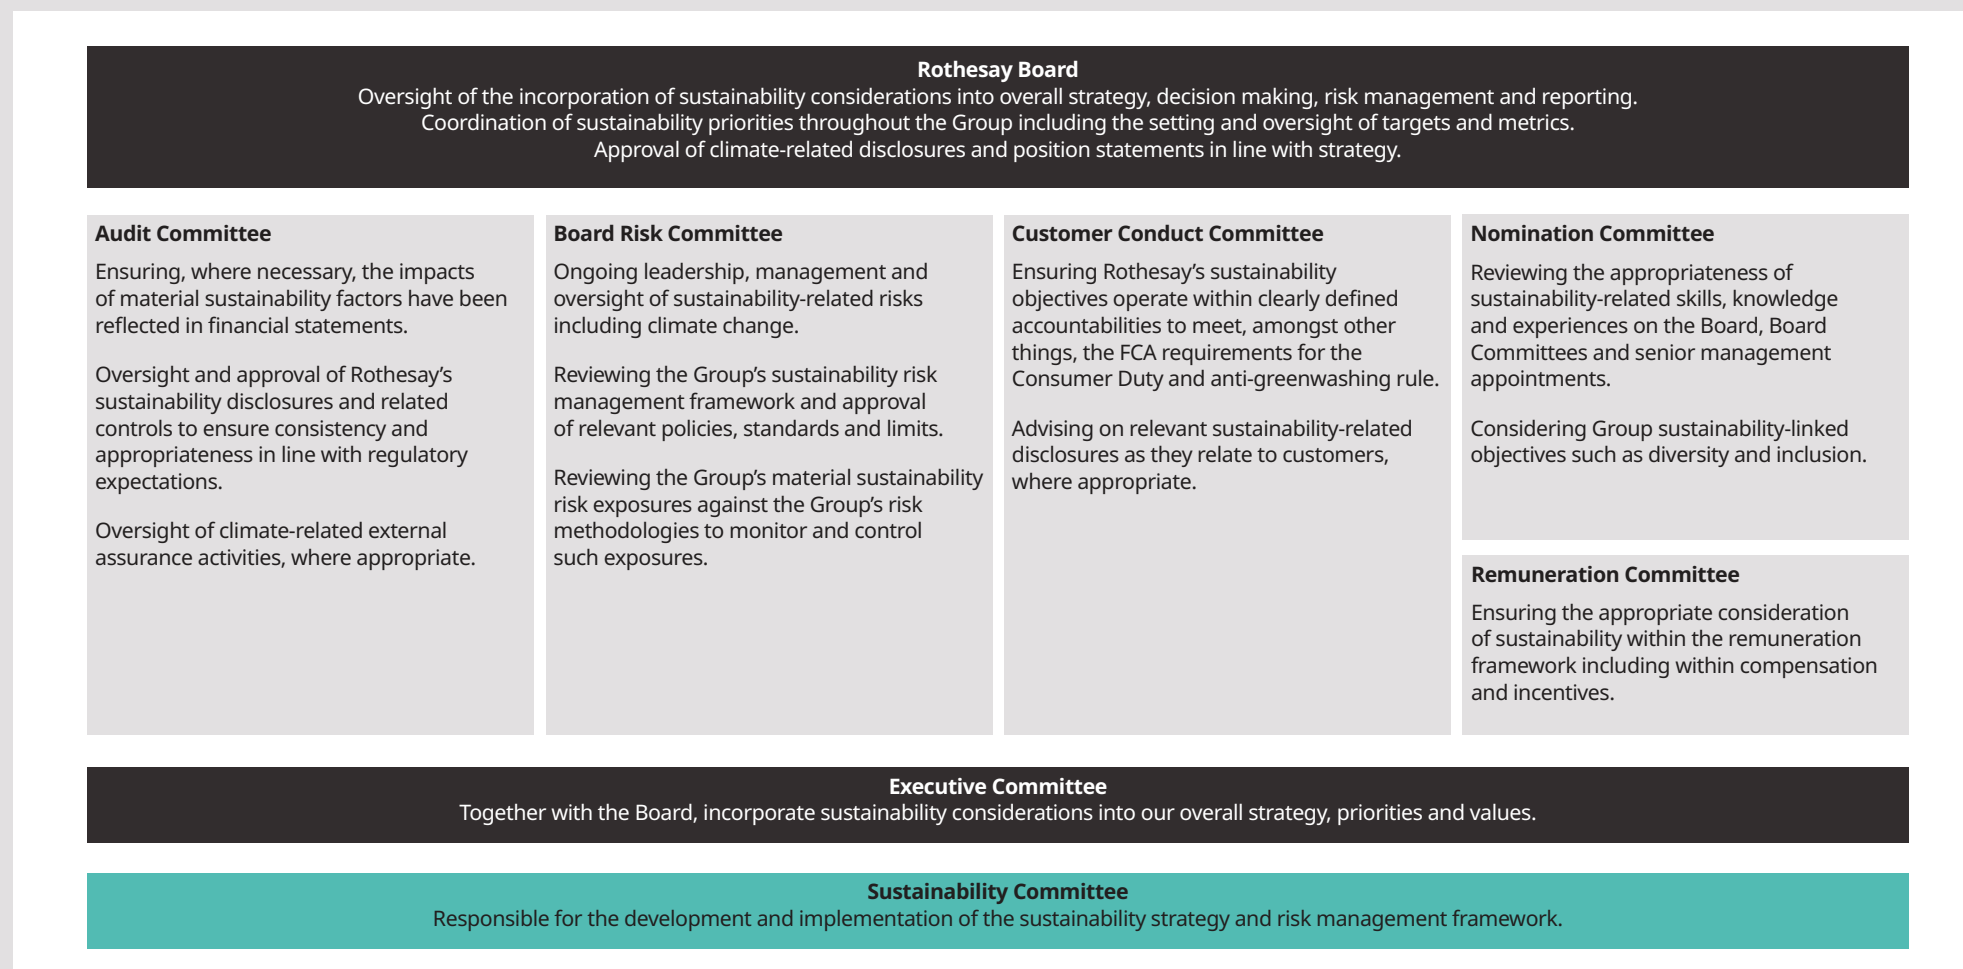 Rothesay Board
Oversight of the incorporation of sustainability considerations into overall strategy, decision making, risk management and reporting.
Coordination of sustainability priorities throughout the Group including the setting and oversight of targets and metrics.
Approval of climate-related disclosures and position statements in line with strategy.
Audit Committee
Ensuring, where necessary, the impacts
of material sustainability factors have been
reflected in financial statements.
Oversight and approval of Rothesay’s
sustainability disclosures and related
controls to ensure consistency and
appropriateness in line with regulatory
expectations.
Oversight of climate-related external
assurance activities, where appropriate.
Board Risk Committee
Ongoing leadership, management and
oversight of sustainability-related risks
including climate change.
Reviewing the Group’s sustainability risk
management framework and approval
of relevant policies, standards and limits.
Reviewing the Group’s material sustainability
risk exposures against the Group’s risk
methodologies to monitor and control
such exposures.
Customer Conduct Committee
Ensuring Rothesay’s sustainability
objectives operate within clearly defined
accountabilities to meet, amongst other
things, the FCA requirements for the
Consumer Duty and anti-greenwashing rule.
Advising on relevant sustainability-related
disclosures as they relate to customers,
where appropriate.
Nomination Committee
Reviewing the appropriateness of
sustainability-related skills, knowledge
and experiences on the Board, Board
Committees and senior management
appointments.
Considering Group sustainability-linked
objectives such as diversity and inclusion.
Remuneration Committee
Ensuring the appropriate consideration
of sustainability within the remuneration
framework including within compensation
and incentives.
Executive Committee
Together with the Board, incorporate sustainability considerations into our overall strategy, priorities and values.
Sustainability Committee
Responsible for the development and implementation of the sustainability strategy and risk management framework.